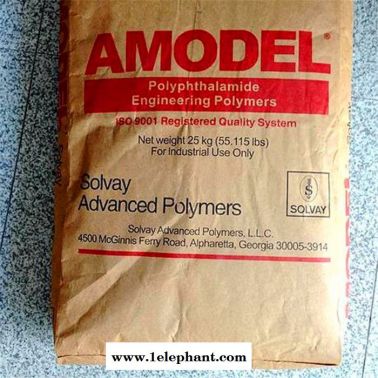 AMODEL®
Polyphthalamide
Engineering Polymers
ISO 9001 Registered Quality System
Net weight 25 kg (55.115 lbs)
For Industrial Use Only
Solvay
Advanced Polymers
SOLVAY
Solvay Advanced Polymers, L.L.C.
4500 McGinnis Ferry Road, Alpharetta, Georgia 30005-3914
www.1elephant.com